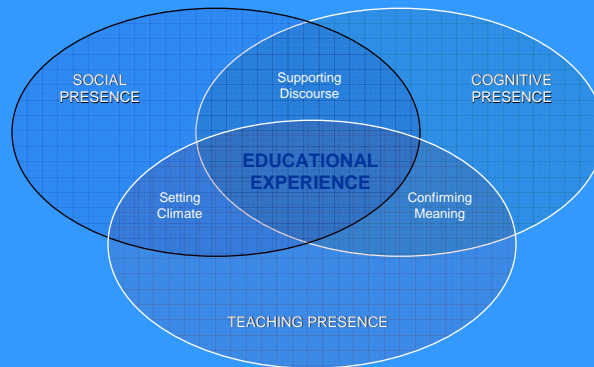 SOCIAL
PRESENCE
Supporting
Discourse
COGNITIVE
PRESENCE
EDUCATIONAL
EXPERIENCE
Setting
Climate
Confirming
Meaning
TEACHING PRESENCE